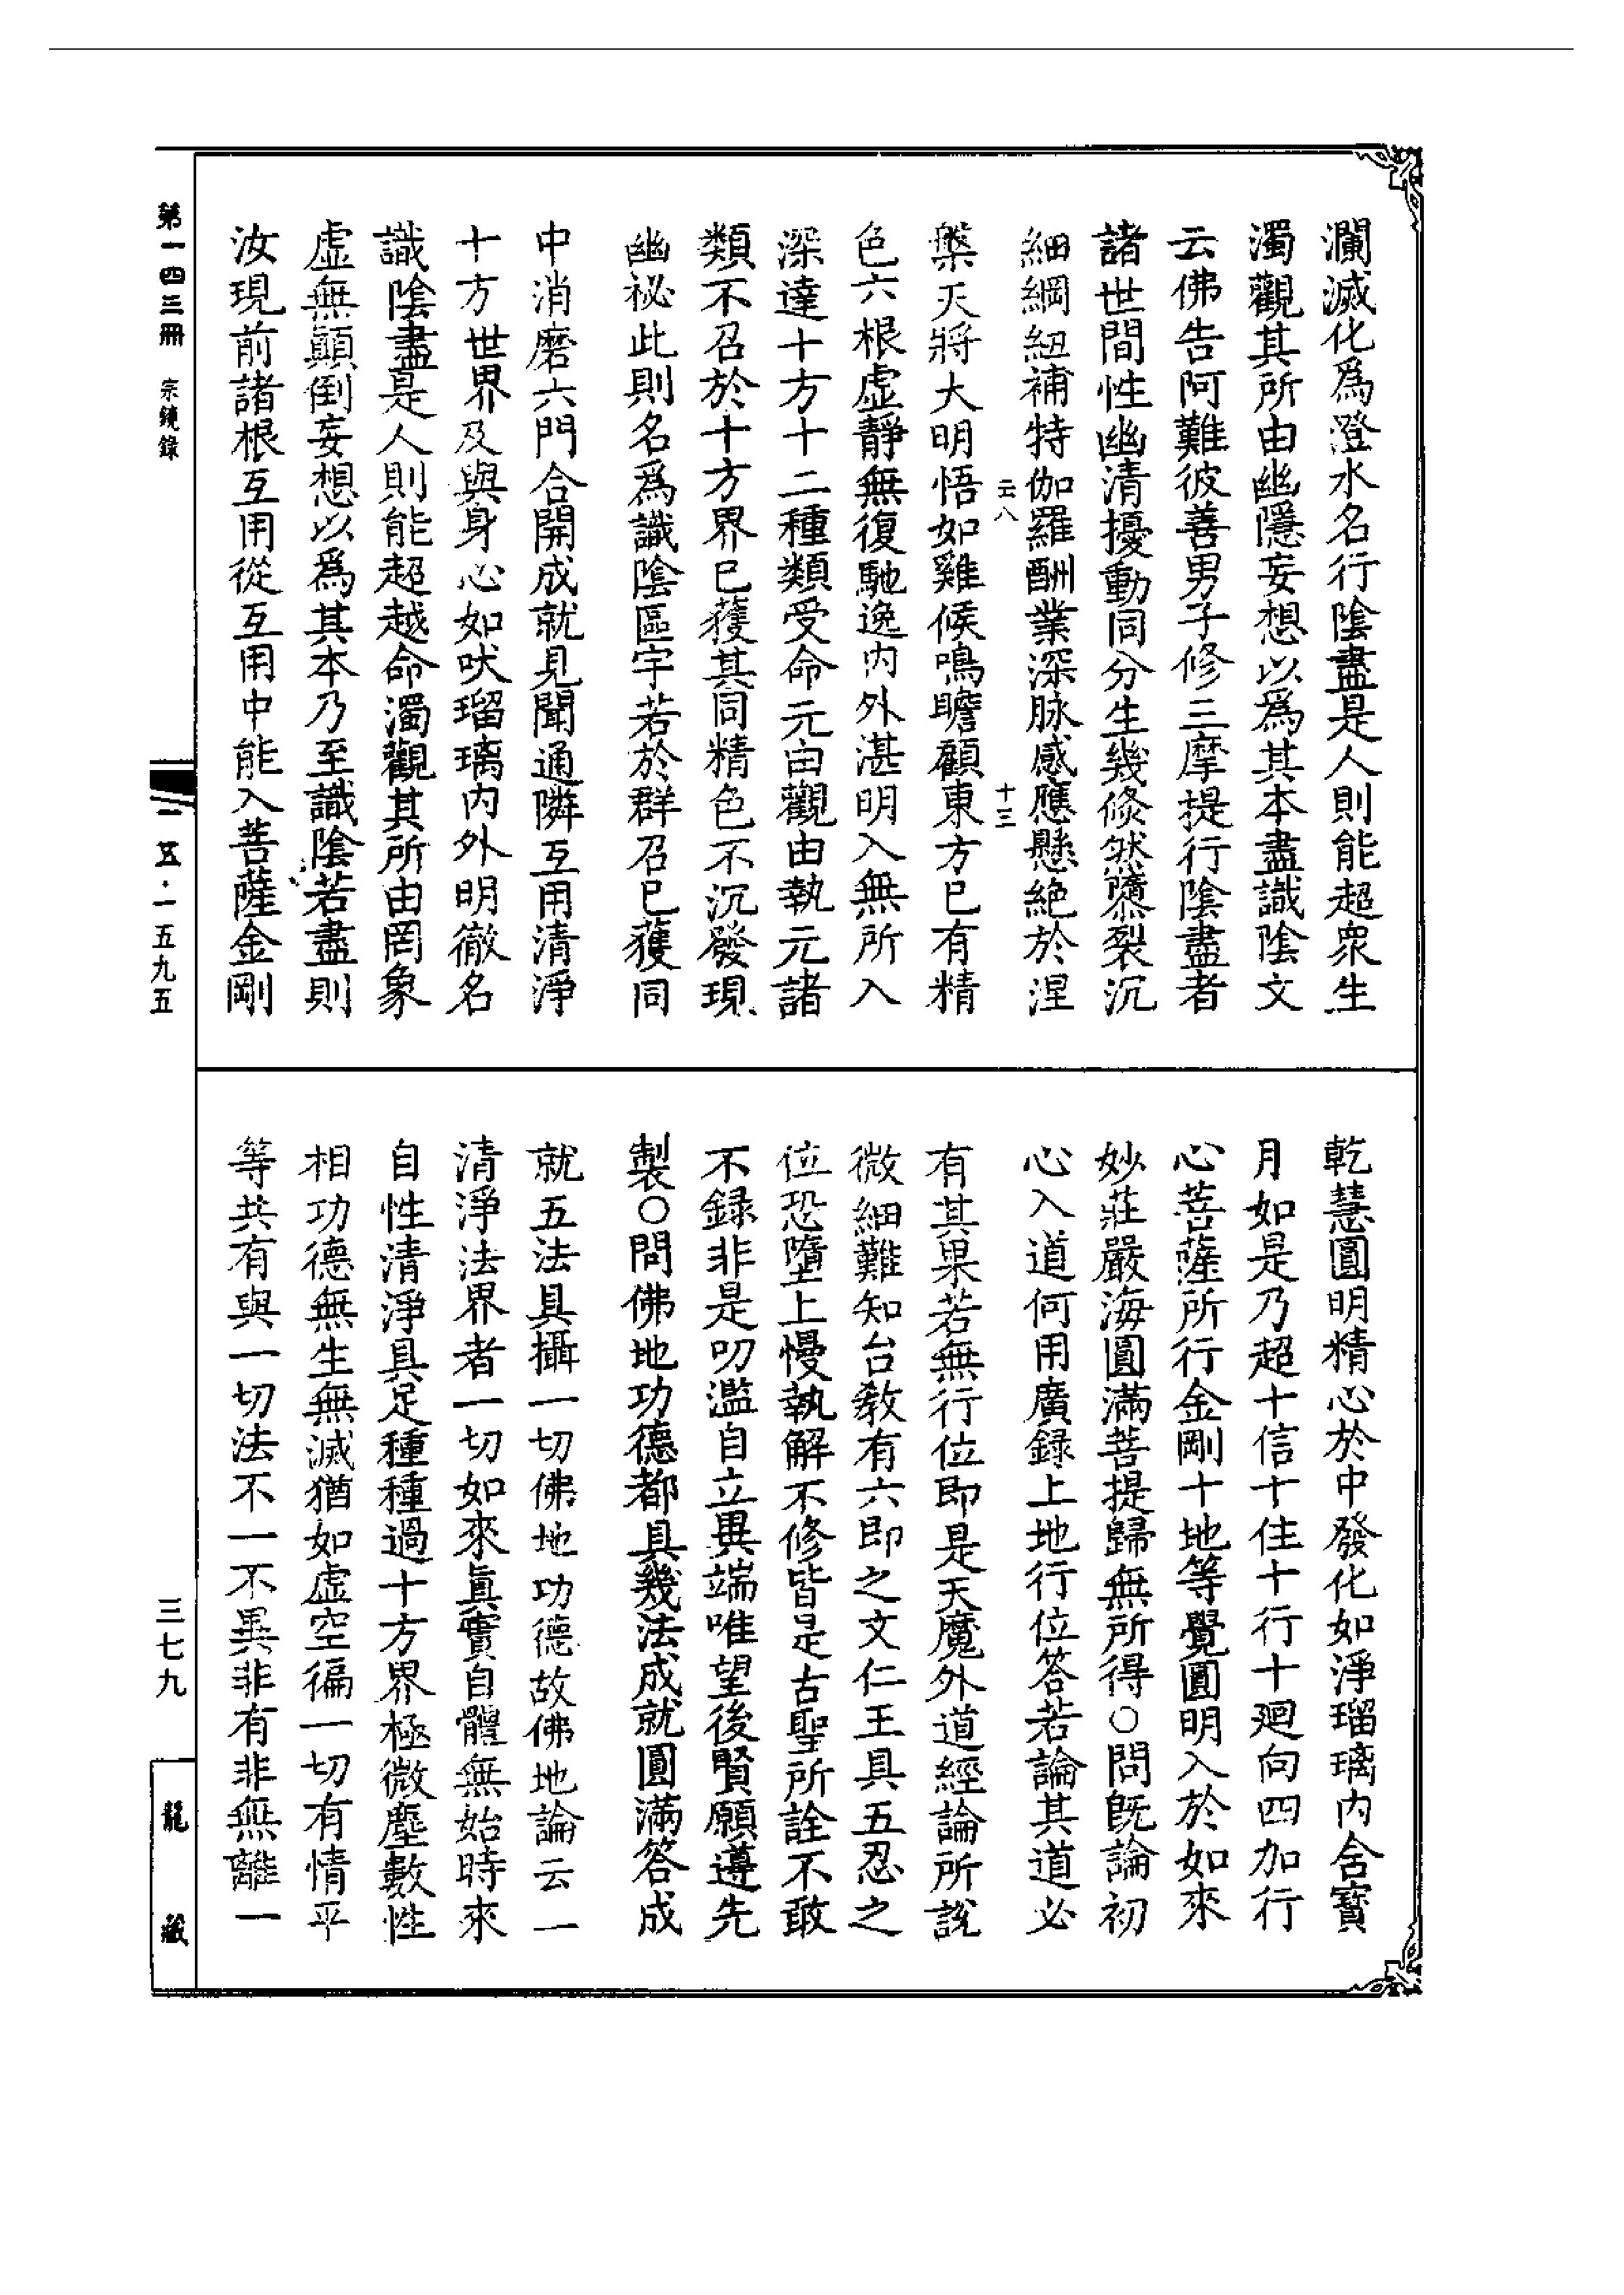 瀾滅化為澄水名行陰盡是人則能超衆生
濁觀其所由幽隱妄想以為其本盡識陰文
云佛告阿難彼善男子修三摩提行陰盡者
諸世間性幽清擾動同分生幾倏然隳裂沉
細綱紐補特伽羅酬業深脉感應懸絶於涅
槃天將大明悟如雞候鳴瞻顧東方已有精
色六根虛靜無復馳逸内外湛明入無所入
深達十方十二種類受命元由觀由執元諸
類不召於十方界已獲其同精色不沉發現
幽祕此則名為識陰區宇若於群召已獲同
中消磨六門合開成就見聞通隣互用清淨
十方世界及與身心如吠瑠璃内外明徹名
識陰盡是人則能超越命濁觀其所由罔象
虛無顛倒妄想以為其本乃至識陰若盡則
汝現前諸根互用從互用中能入菩薩金剛
乾慧圓明精心於中發化如淨瑠璃内含寳
月如是乃超十信十住十行十廻向四加行
心菩薩所行金剛十地等覺圓明入於如來
妙莊嚴海圓滿菩提歸無所得○問旣論初
心入道何用廣録上地行位答若論其道必
有其果若無行位即是天魔外道經論所說
微細難知台教有六即之文仁王具五忍之
位恐墮上慢執解不修皆是古聖所詮不敢
不録非是叨濫自立異端唯望後賢願遵先
製○問佛地功德都具幾法成就圓滿答成
就五法具攝一切佛地功德故佛地論云一
清淨法界者一切如來眞實自體無始時來
自性清淨具足種種過十方界極微塵數性
相功德無生無滅猶如虛空徧一切有情平
等共有與一切法不一不異非有非無離一
第一四三冊 宗鏡錄
一五·一五九五
三七九
龍藏
十三